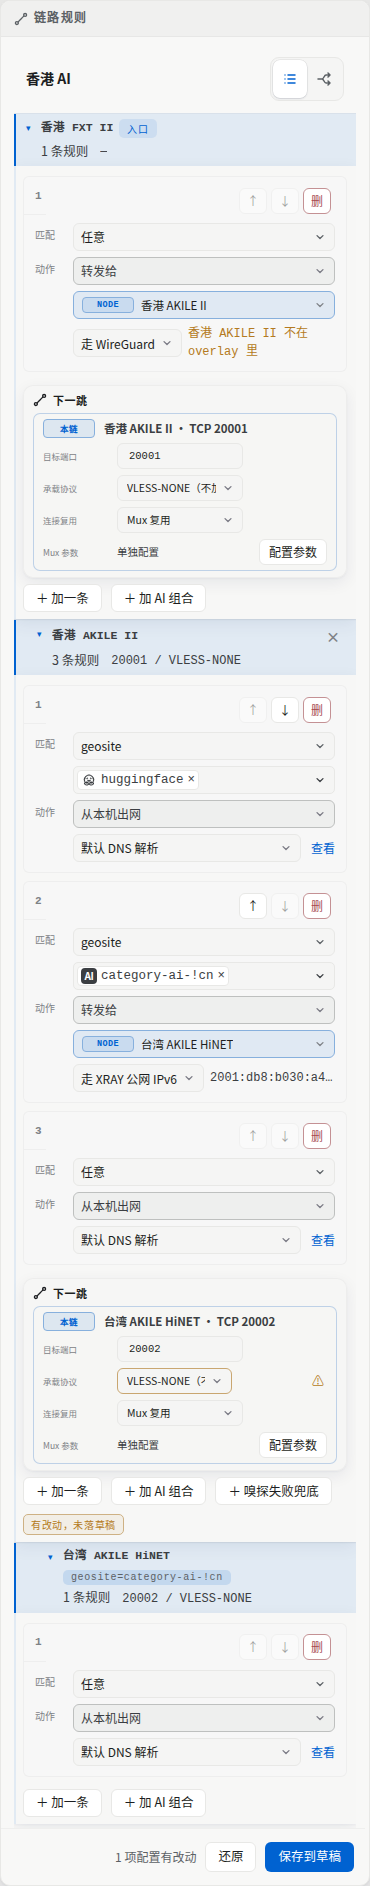 链路规则
香港 AI
香港 FXT II 入口
1 条规则 —
1 ↑ ↓ 删
匹配 任意
动作 转发给
NODE 香港 AKILE II
走 WireGuard 香港 AKILE II 不在 overlay 里
下一跳
本链 香港 AKILE II · TCP 20001
目标端口 20001
承载协议 VLESS-NONE（不加
连接复用 Mux 复用
Mux 参数 单独配置 配置参数
＋ 加一条 ＋ 加 AI 组合
香港 AKILE II ×
3 条规则 20001 / VLESS-NONE
1 ↑ ↓ 删
匹配 geosite
huggingface ×
动作 从本机出网
默认 DNS 解析 查看
2 ↑ ↓ 删
匹配 geosite
AI category-ai-!cn ×
动作 转发给
NODE 台湾 AKILE HiNET
走 XRAY 公网 IPv6 2001:db8:b030:a4…
3 ↑ ↓ 删
匹配 任意
动作 从本机出网
默认 DNS 解析 查看
下一跳
本链 台湾 AKILE HiNET · TCP 20002
目标端口 20002
承载协议 VLESS-NONE（
连接复用 Mux 复用
Mux 参数 单独配置 配置参数
＋ 加一条 ＋ 加 AI 组合 ＋ 嗅探失败兜底
有改动，未落草稿
台湾 AKILE HiNET
geosite=category-ai-!cn
1 条规则 20002 / VLESS-NONE
1 ↑ ↓ 删
匹配 任意
动作 从本机出网
默认 DNS 解析 查看
＋ 加一条 ＋ 加 AI 组合
1 项配置有改动 还原 保存到草稿